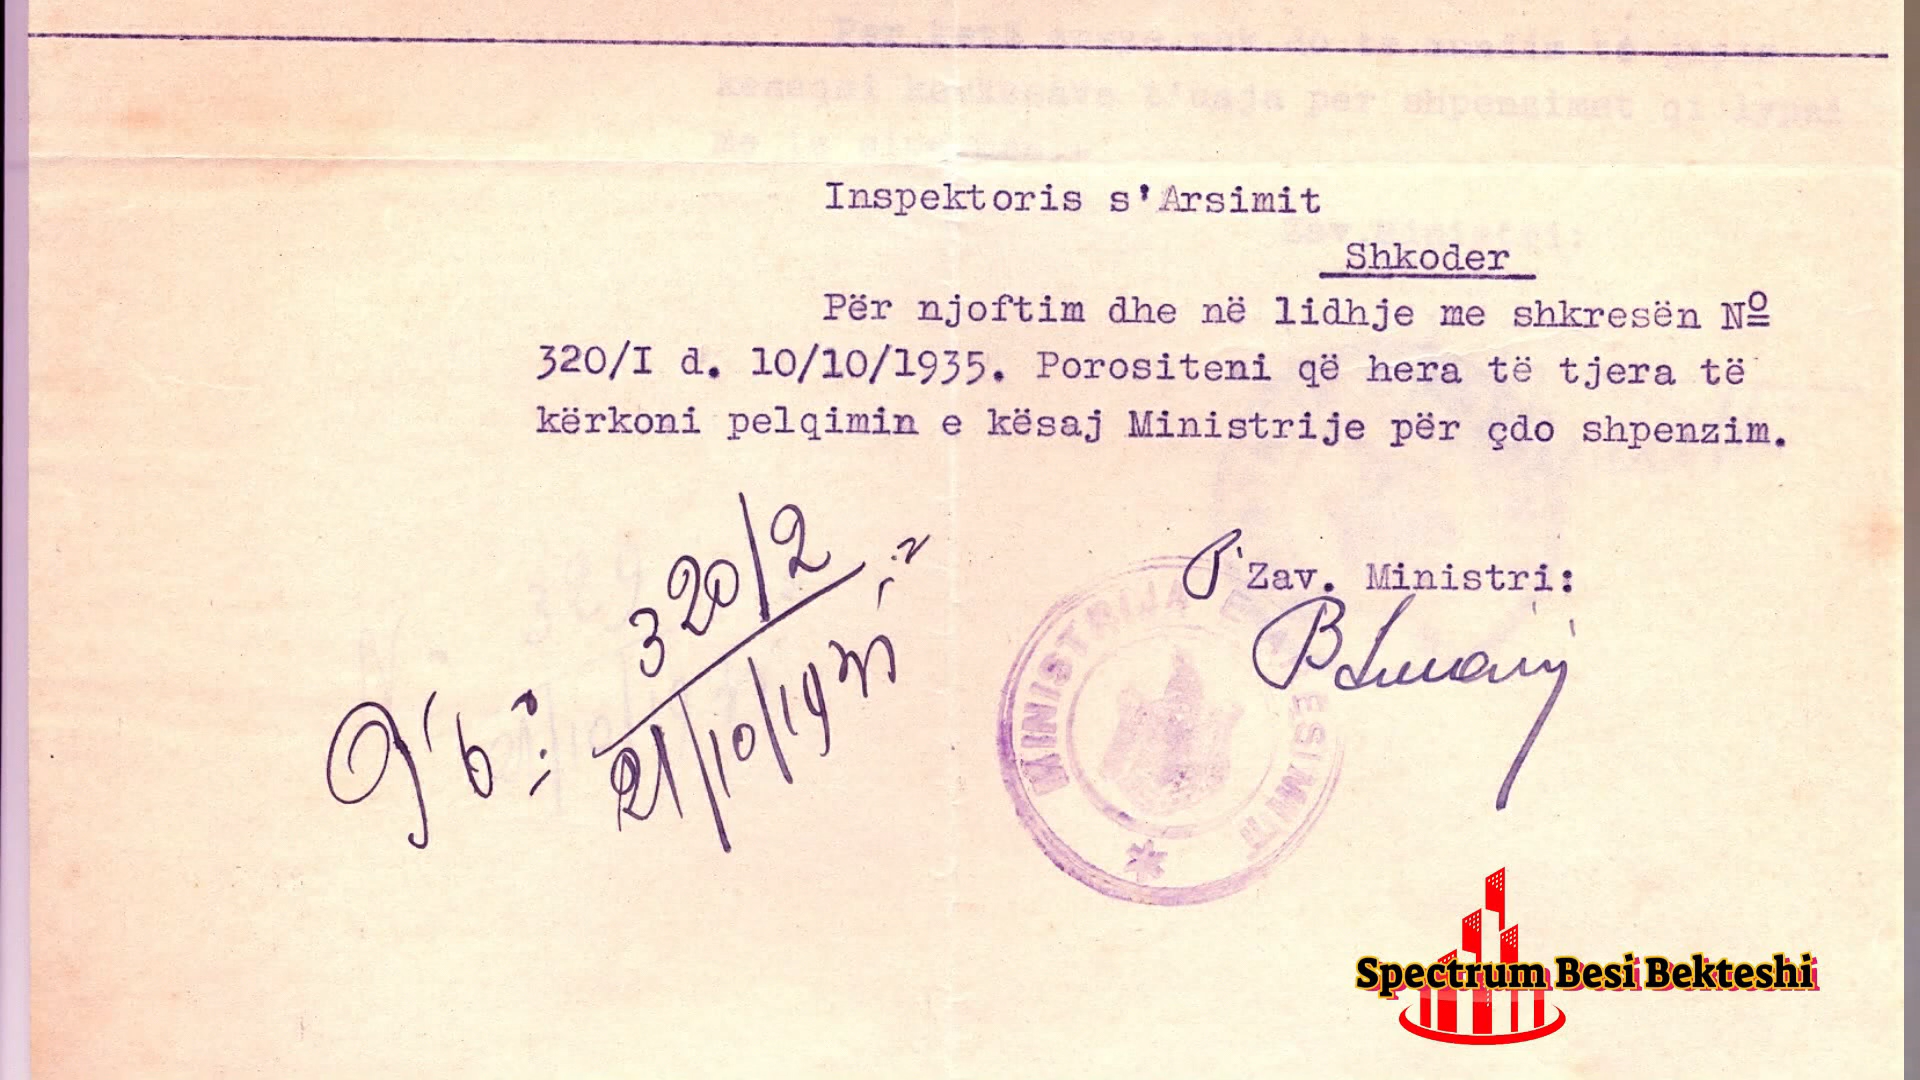 Inspektoris s'Arsimit
Shkoder
Për njoftim dhe në lidhje me shkresën Nº
320/I d. 10/10/1935. Porositeni që hera të tjera të
kërkoni pelqimin e kësaj Ministrije për çdo shpenzim.
320/2
21/10/1935
P' Zav. Ministri:
MINISTRIJA E ARSIMIT
Spectrum Besi Bekteshi